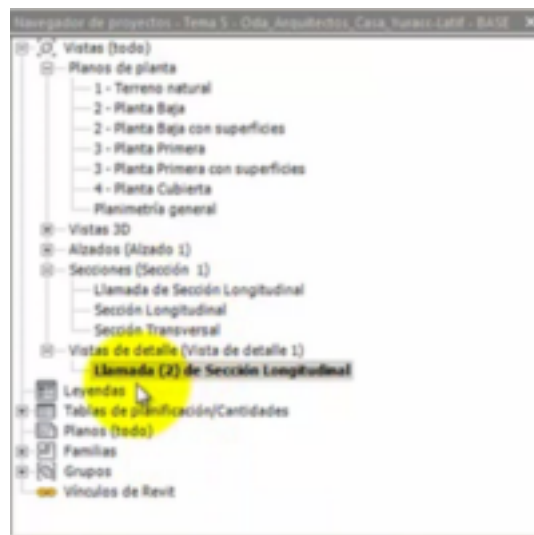 Navegador de proyectos - Tema 5 - Oda_Arquitectos_Casa_Yurass-Latif - BASE
Vistas (todo)
Planos de planta
1 - Terreno natural
2 - Planta Baja
2 - Planta Baja con superficies
3 - Planta Primera
3 - Planta Primera con superficies
4 - Planta Cubierta
Planimetría general
Vistas 3D
Alzados (Alzado 1)
Secciones (Sección 1)
Llamada de Sección Longitudinal
Sección Longitudinal
Sección Transversal
Vistas de detalle (Vista de detalle 1)
Llamada (2) de Sección Longitudinal
Leyendas
Tablas de planificación/Cantidades
Planos (todo)
Familias
Grupos
Vínculos de Revit